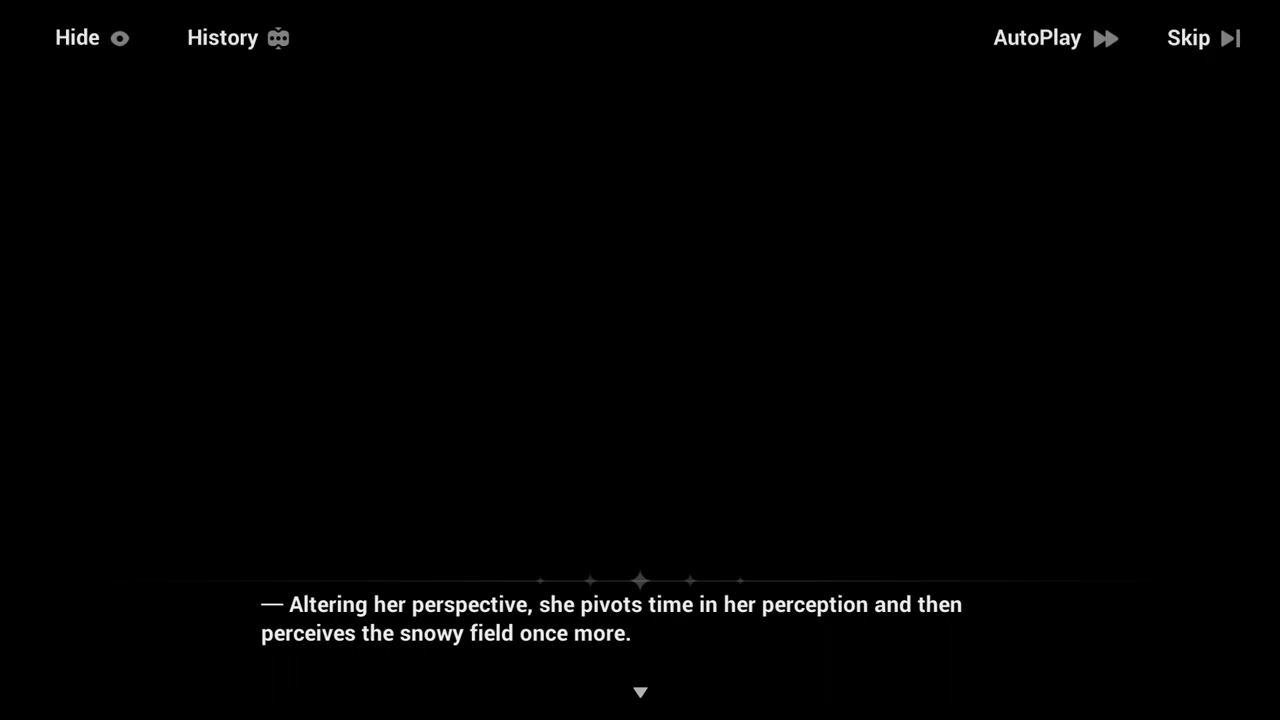 Hide
History
AutoPlay
Skip
— Altering her perspective, she pivots time in her perception and then
perceives the snowy field once more.